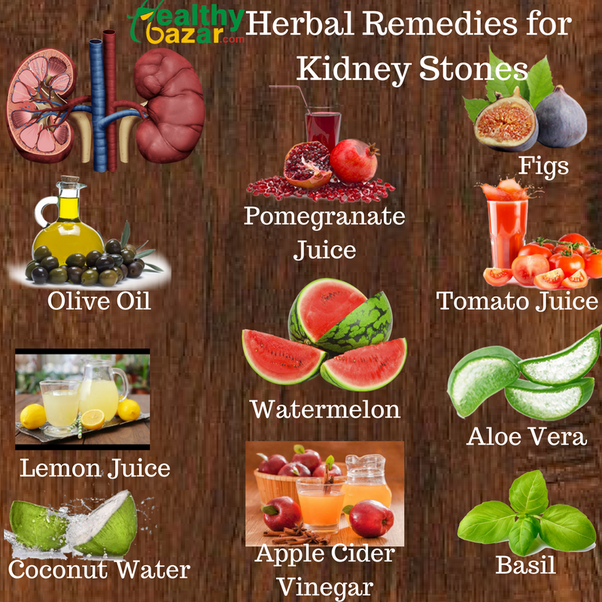 Healthy
Bazar.com
Herbal Remedies for
Kidney Stones
Figs
Pomegranate
Juice
Olive Oil
Tomato Juice
Watermelon
Aloe Vera
Lemon Juice
Apple Cider
Vinegar
Coconut Water
Basil